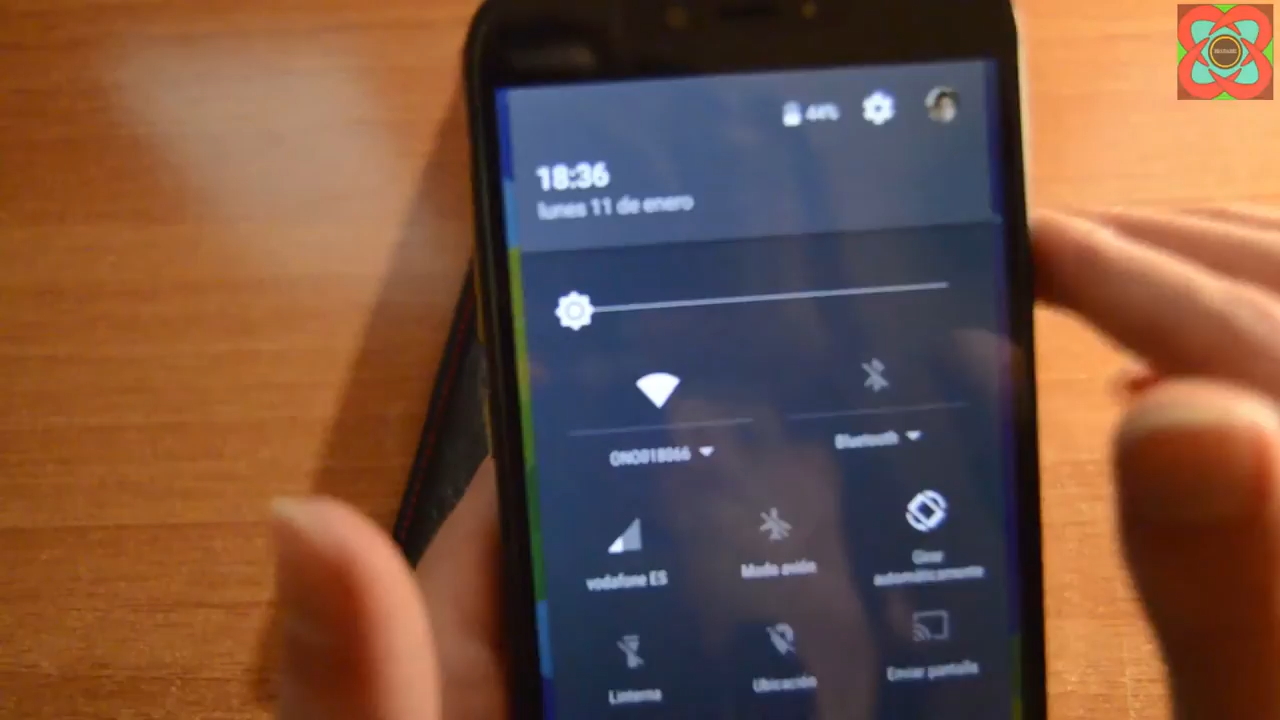 44%
18:36
lunes 11 de enero
ONO018066
Bluetooth
vodafone ES
Modo avión
Girar
automáticamente
Linterna
Ubicación
Enviar pantalla